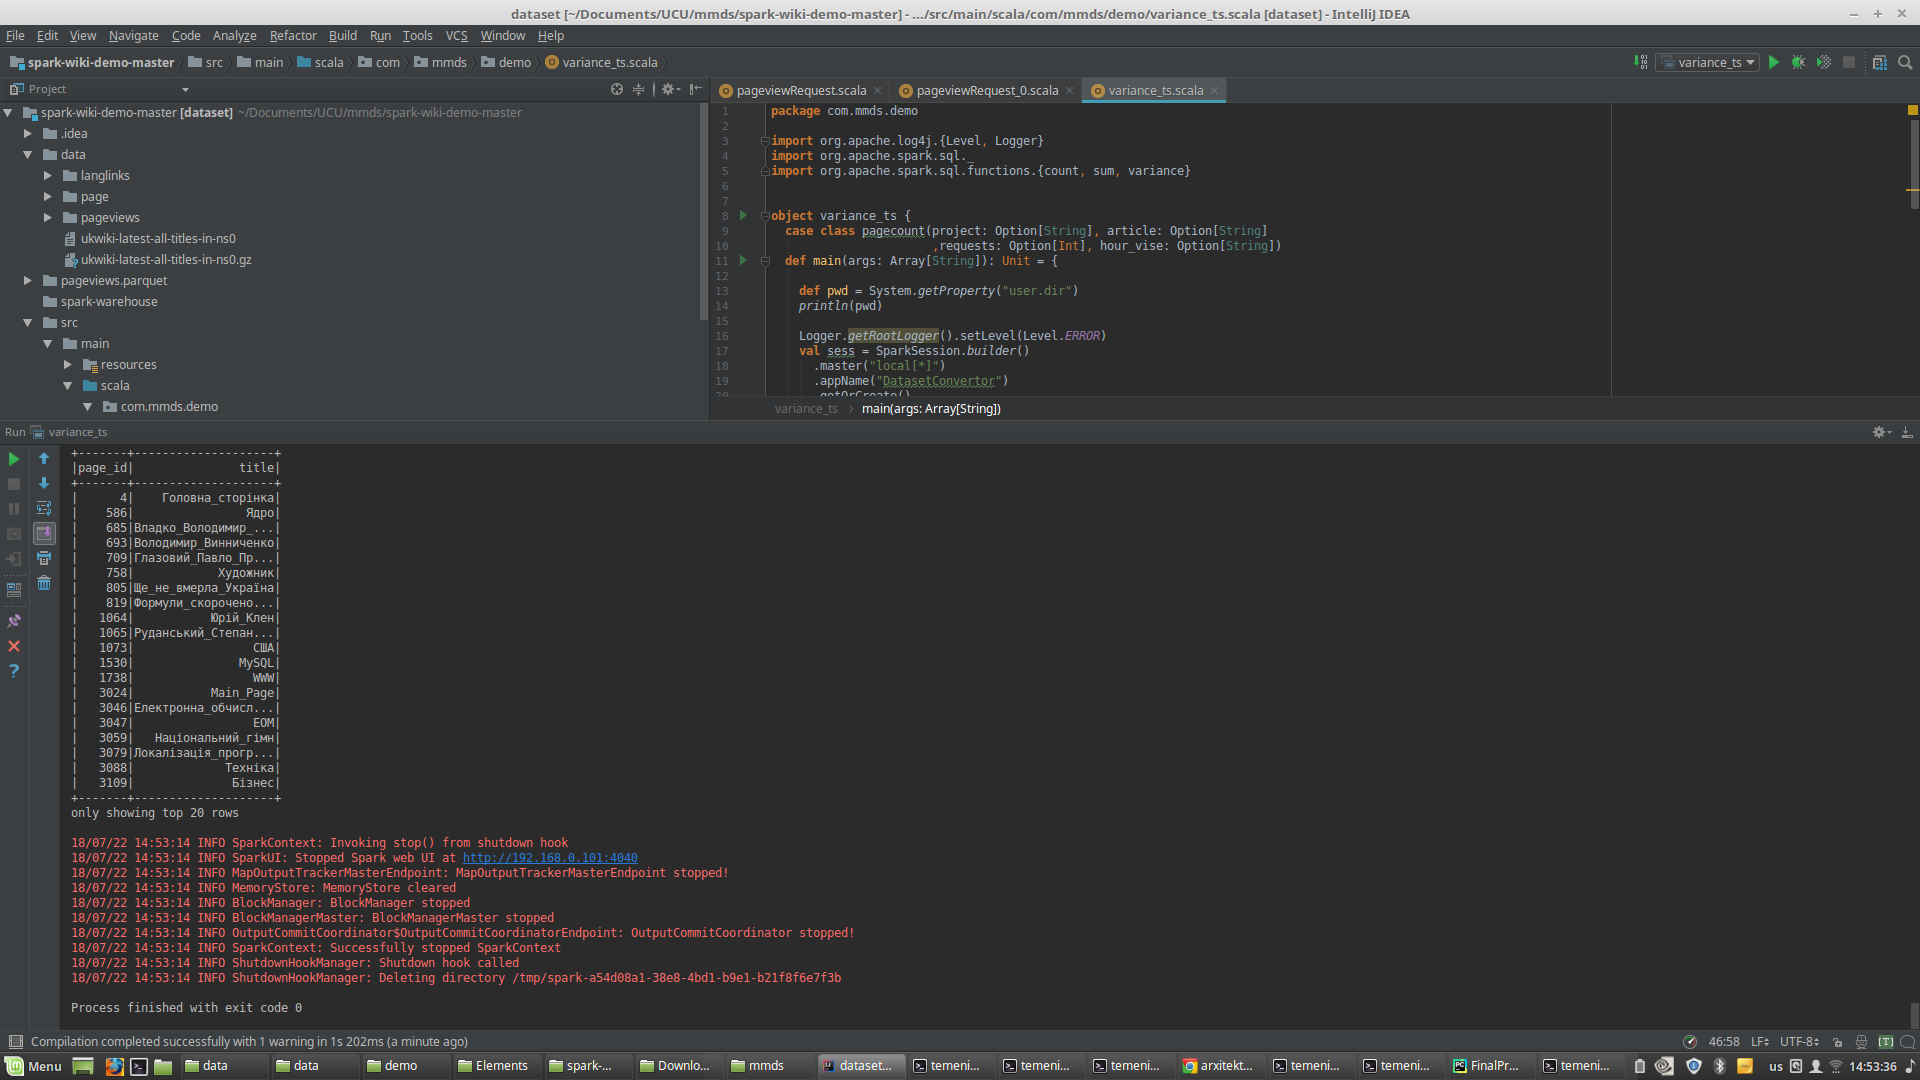 dataset [~/Documents/UCU/mmds/spark-wiki-demo-master] - .../src/main/scala/com/mmds/demo/variance_ts.scala [dataset] - IntelliJ IDEA
File Edit View Navigate Code Analyze Refactor Build Run Tools VCS Window Help
spark-wiki-demo-master src main scala com mmds demo variance_ts.scala
variance_ts
Project
pageviewRequest.scala pageviewRequest_0.scala variance_ts.scala
spark-wiki-demo-master [dataset] ~/Documents/UCU/mmds/spark-wiki-demo-master
.idea
data
langlinks
page
pageviews
ukwiki-latest-all-titles-in-ns0
ukwiki-latest-all-titles-in-ns0.gz
pageviews.parquet
spark-warehouse
src
main
resources
scala
com.mmds.demo
1 package com.mmds.demo
2
3 import org.apache.log4j.{Level, Logger}
4 import org.apache.spark.sql._
5 import org.apache.spark.sql.functions.{count, sum, variance}
6
7
8 object variance_ts {
9 case class pagecount(project: Option[String], article: Option[String]
10 ,requests: Option[Int], hour_vise: Option[String])
11 def main(args: Array[String]): Unit = {
12
13 def pwd = System.getProperty("user.dir")
14 println(pwd)
15
16 Logger.getRootLogger().setLevel(Level.ERROR)
17 val sess = SparkSession.builder()
18 .master("local[*]")
19 .appName("DatasetConvertor")
20 .getOrCreate()
variance_ts main(args: Array[String])
Run variance_ts
+-------+--------------------+
|page_id| title|
+-------+--------------------+
| 4| Головна_сторінка|
| 586| Ядро|
| 685|Владко_Володимир_...|
| 693|Володимир_Винниченко|
| 709|Глазовий_Павло_Пр...|
| 758| Художник|
| 805|Ще_не_вмерла_Україна|
| 819|Формули_скорочено...|
| 1064| Юрій_Клен|
| 1065|Руданський_Степан...|
| 1073| США|
| 1530| MySQL|
| 1738| WWW|
| 3024| Main_Page|
| 3046|Електронна_обчисл...|
| 3047| ЕОМ|
| 3059| Національний_гімн|
| 3079|Локалізація_прогр...|
| 3088| Техніка|
| 3109| Бізнес|
+-------+--------------------+
only showing top 20 rows
18/07/22 14:53:14 INFO SparkContext: Invoking stop() from shutdown hook
18/07/22 14:53:14 INFO SparkUI: Stopped Spark web UI at http://192.168.0.101:4040
18/07/22 14:53:14 INFO MapOutputTrackerMasterEndpoint: MapOutputTrackerMasterEndpoint stopped!
18/07/22 14:53:14 INFO MemoryStore: MemoryStore cleared
18/07/22 14:53:14 INFO BlockManager: BlockManager stopped
18/07/22 14:53:14 INFO BlockManagerMaster: BlockManagerMaster stopped
18/07/22 14:53:14 INFO OutputCommitCoordinator$OutputCommitCoordinatorEndpoint: OutputCommitCoordinator stopped!
18/07/22 14:53:14 INFO SparkContext: Successfully stopped SparkContext
18/07/22 14:53:14 INFO ShutdownHookManager: Shutdown hook called
18/07/22 14:53:14 INFO ShutdownHookManager: Deleting directory /tmp/spark-a54d08a1-38e8-4bd1-b9e1-b21f8f6e7f3b
Process finished with exit code 0
Compilation completed successfully with 1 warning in 1s 202ms (a minute ago) 46:58 LF UTF-8
Menu data data demo Elements spark-... Downlo... mmds dataset... temeni... temeni... temeni... arxitekt... temeni... temeni... FinalPr... temeni... us 14:53:36